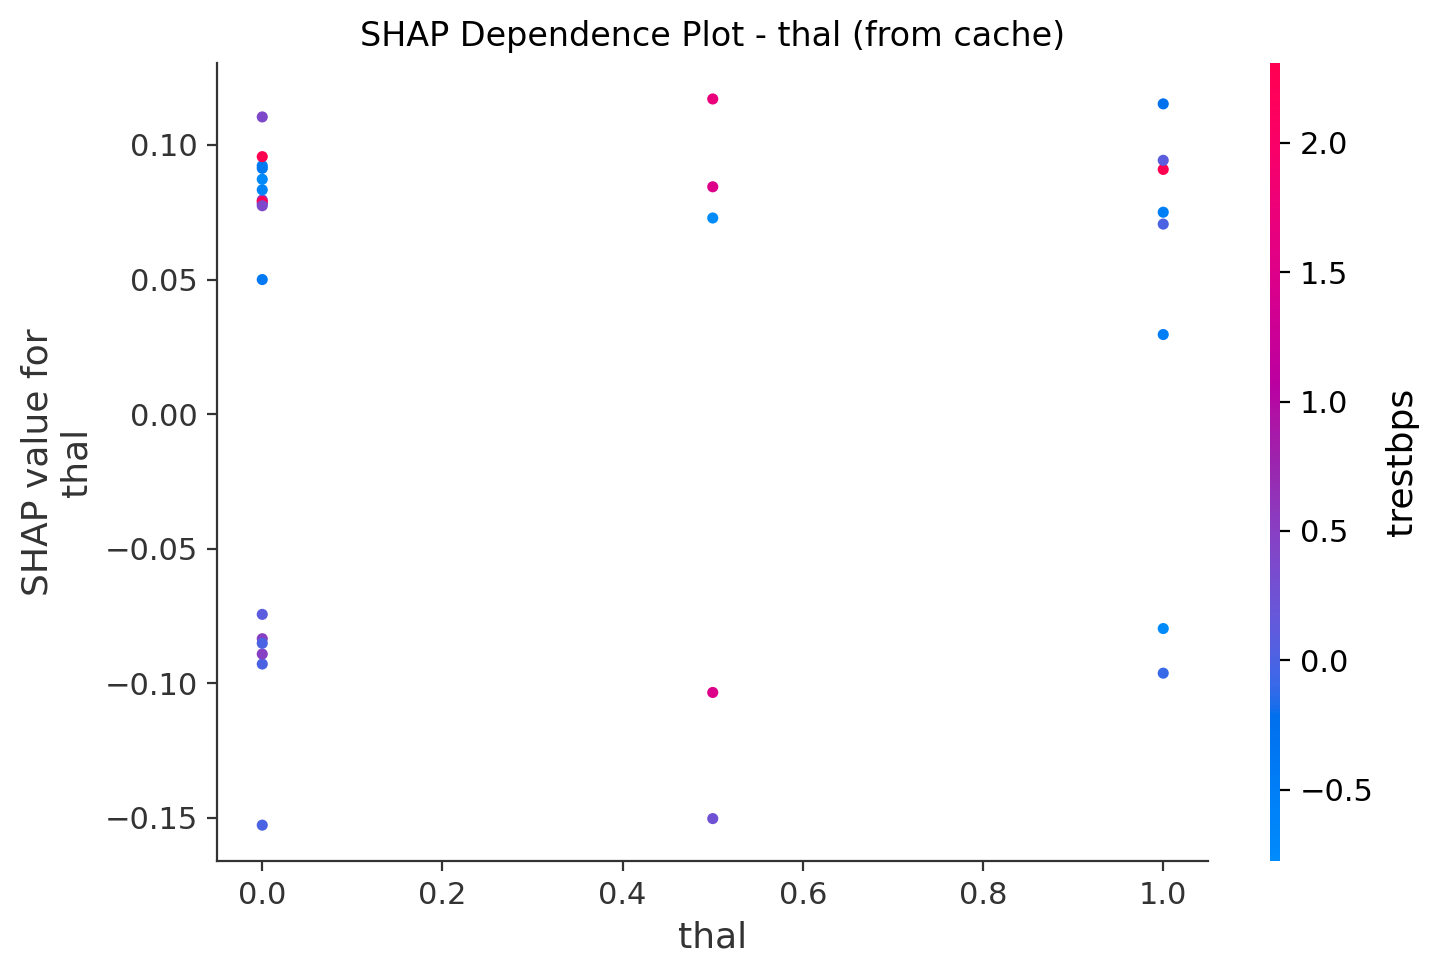 SHAP Dependence Plot - thal (from cache)
0.10
0.05
0.00
−0.05
−0.10
−0.15
SHAP value for
thal
0.0 0.2 0.4 0.6 0.8 1.0
thal
2.0
1.5
1.0
0.5
0.0
−0.5
trestbps